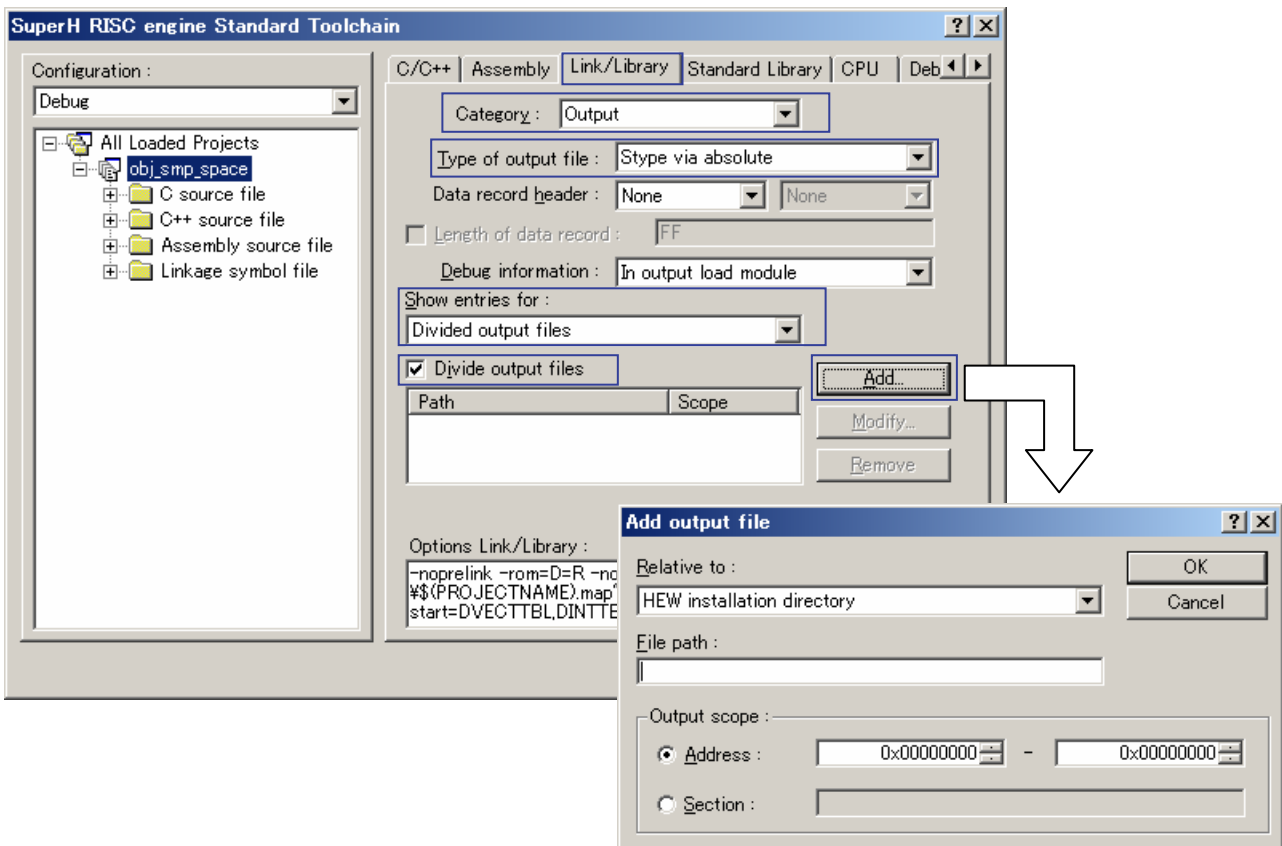 SuperH RISC engine Standard Toolchain
Configuration :
Debug
All Loaded Projects
obj_smp_space
C source file
C++ source file
Assembly source file
Linkage symbol file
C/C++ Assembly Link/Library Standard Library CPU Deb
Category : Output
Type of output file : Stype via absolute
Data record header : None None
Length of data record : FF
Debug information : In output load module
Show entries for :
Divided output files
Divide output files
Path Scope
Add...
Modify...
Remove
Options Link/Library :
-noprelink -rom=D=R -no
¥$(PROJECTNAME).map"
start=DVECTTBL,DINTTE
Add output file
Relative to :
HEW installation directory
File path :
OK
Cancel
Output scope :
Address : 0x00000000 - 0x00000000
Section :